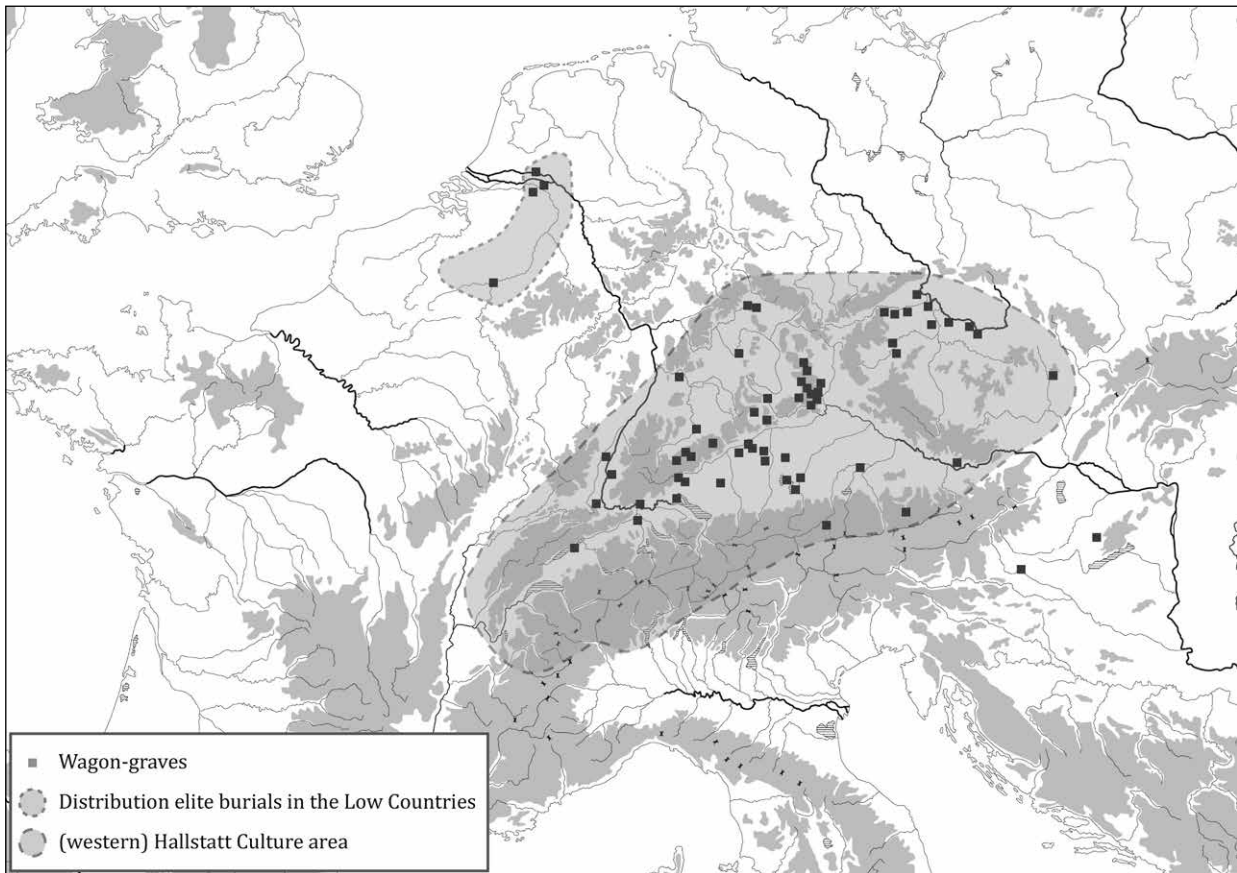 Wagon-graves
Distribution elite burials in the Low Countries
(western) Hallstatt Culture area